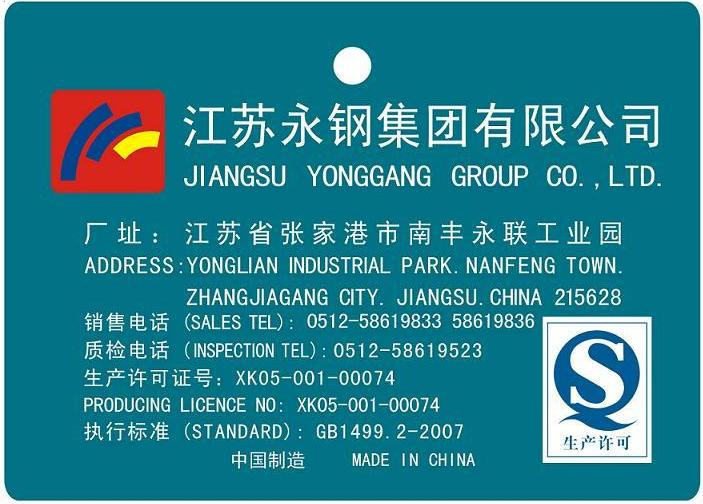 江苏永钢集团有限公司
JIANGSU YONGGANG GROUP CO.,LTD.
厂址：江苏省张家港市南丰永联工业园
ADDRESS:YONGLIAN INDUSTRIAL PARK.NANFENG TOWN.
ZHANGJIAGANG CITY. JIANGSU.CHINA 215628
销售电话 (SALES TEL): 0512-58619833 58619836
质检电话 (INSPECTION TEL):0512-58619523
生产许可证号: XK05-001-00074
PRODUCING LICENCE NO: XK05-001-00074
执行标准 (STANDARD): GB1499.2-2007
中国制造 MADE IN CHINA
S
生产许可